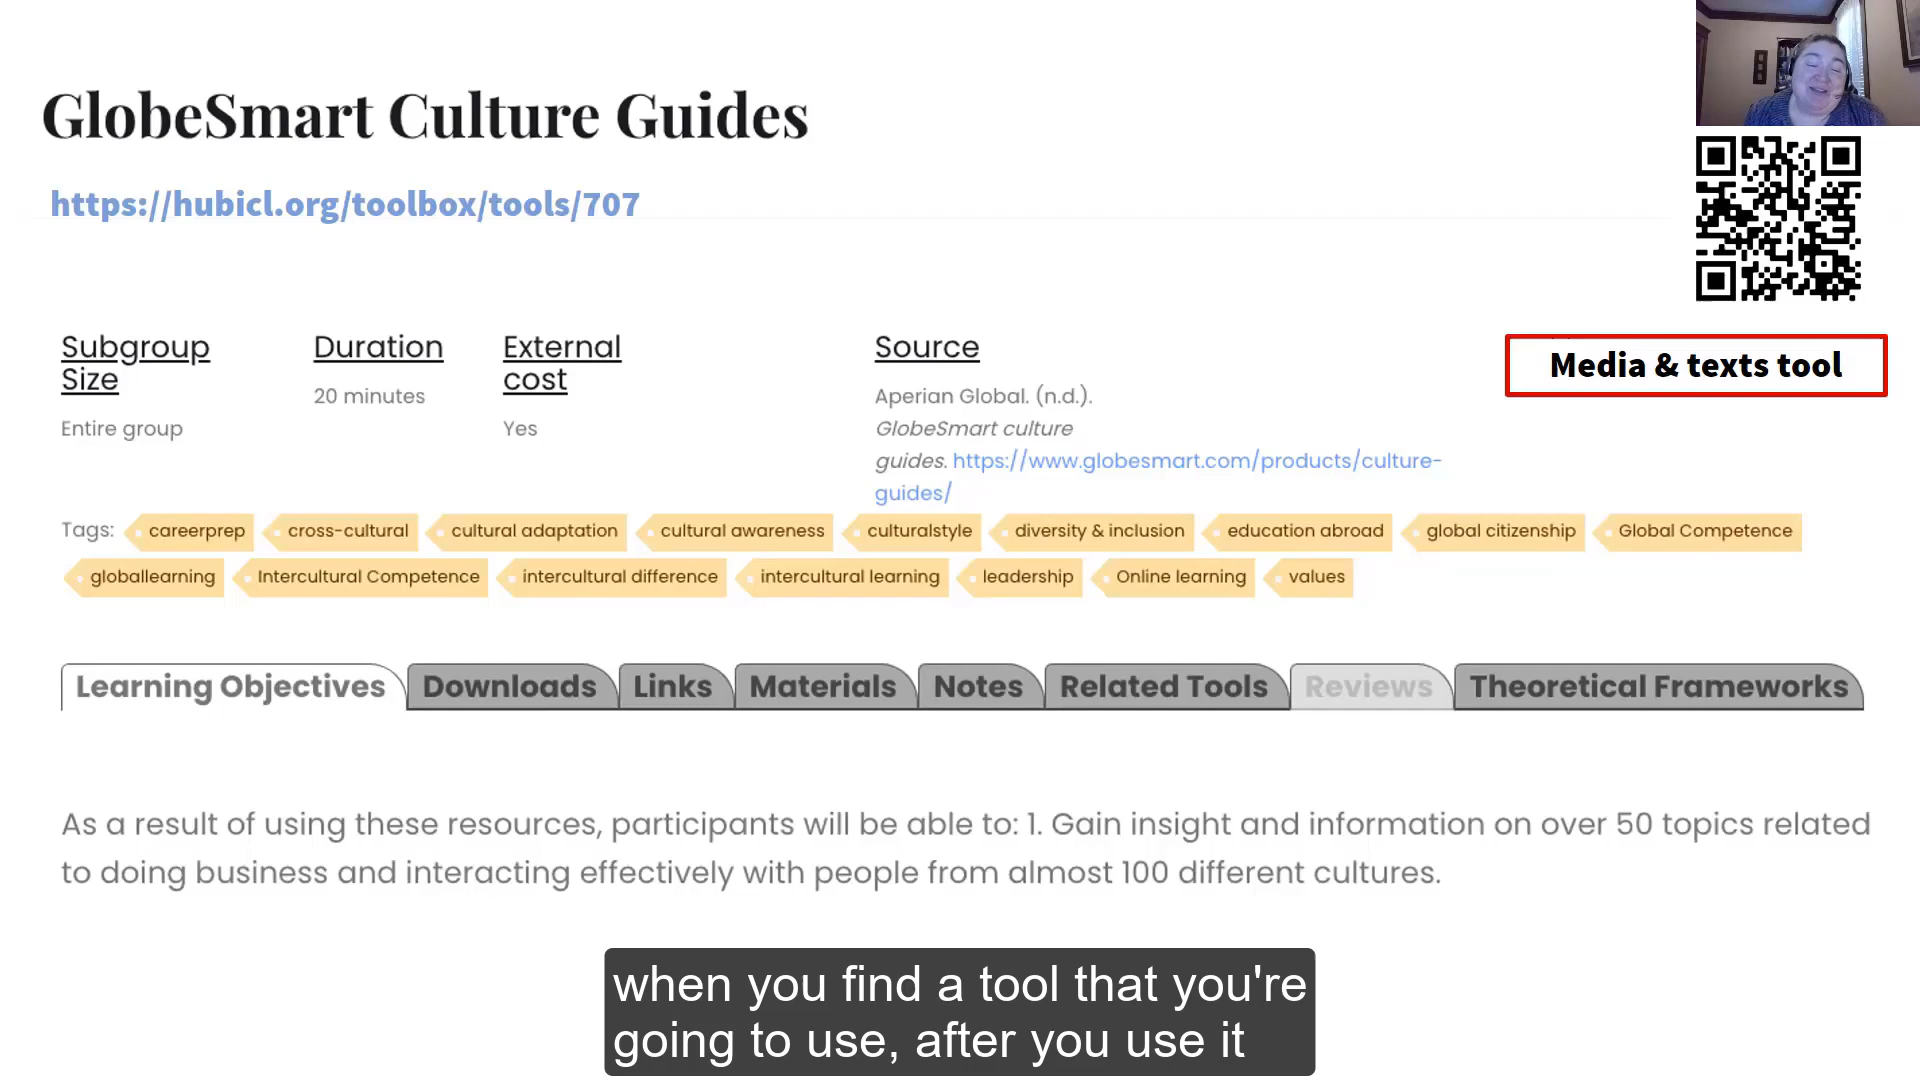 GlobeSmart Culture Guides
https://hubicl.org/toolbox/tools/707
Subgroup
Size
Entire group
Duration
20 minutes
External
cost
Yes
Source
Aperian Global. (n.d.).
GlobeSmart culture
guides. https://www.globesmart.com/products/culture-
guides/
Media & texts tool
Tags: careerprep cross-cultural cultural adaptation cultural awareness culturalstyle diversity & inclusion education abroad global citizenship Global Competence
globallearning Intercultural Competence intercultural difference intercultural learning leadership Online learning values
Learning Objectives Downloads Links Materials Notes Related Tools Reviews Theoretical Frameworks
As a result of using these resources, participants will be able to: 1. Gain insight and information on over 50 topics related
to doing business and interacting effectively with people from almost 100 different cultures.
when you find a tool that you're
going to use, after you use it